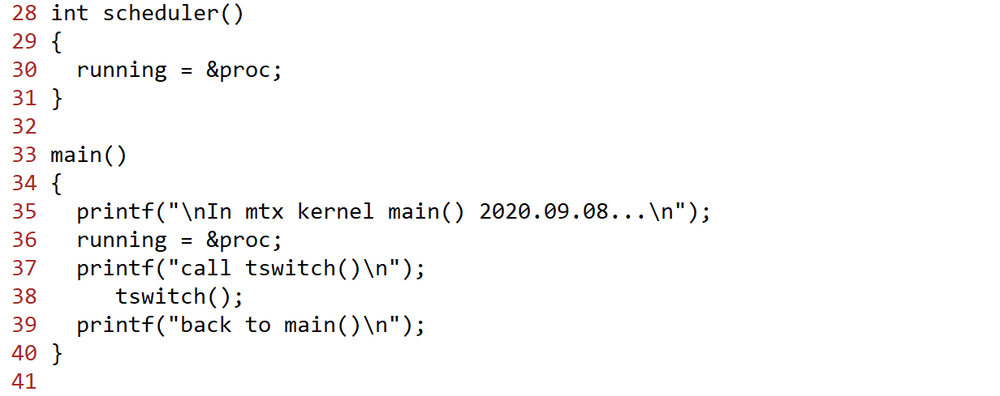 28 int scheduler()
29 {
30   running = &proc;
31 }
32
33 main()
34 {
35   printf("\nIn mtx kernel main() 2020.09.08...\n");
36   running = &proc;
37   printf("call tswitch()\n");
38      tswitch();
39   printf("back to main()\n");
40 }
41